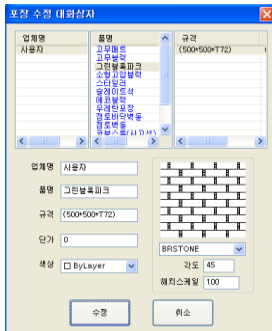 포장 수정 대화상자
업체명
사용자
품명
고무매트
고무블럭
그린블록파크
소형고압블럭
스타일러
슬레이트석
에코블럭
우레탄포장
점토바닥벽돌
점토벽돌
규격
(500*500*T72)
업체명 사용자
품명 그린블록파크
규격 (500*500*T72)
단가 0
색상 ByLayer
BRSTONE
각도 45
해치스케일 100
수정
취소